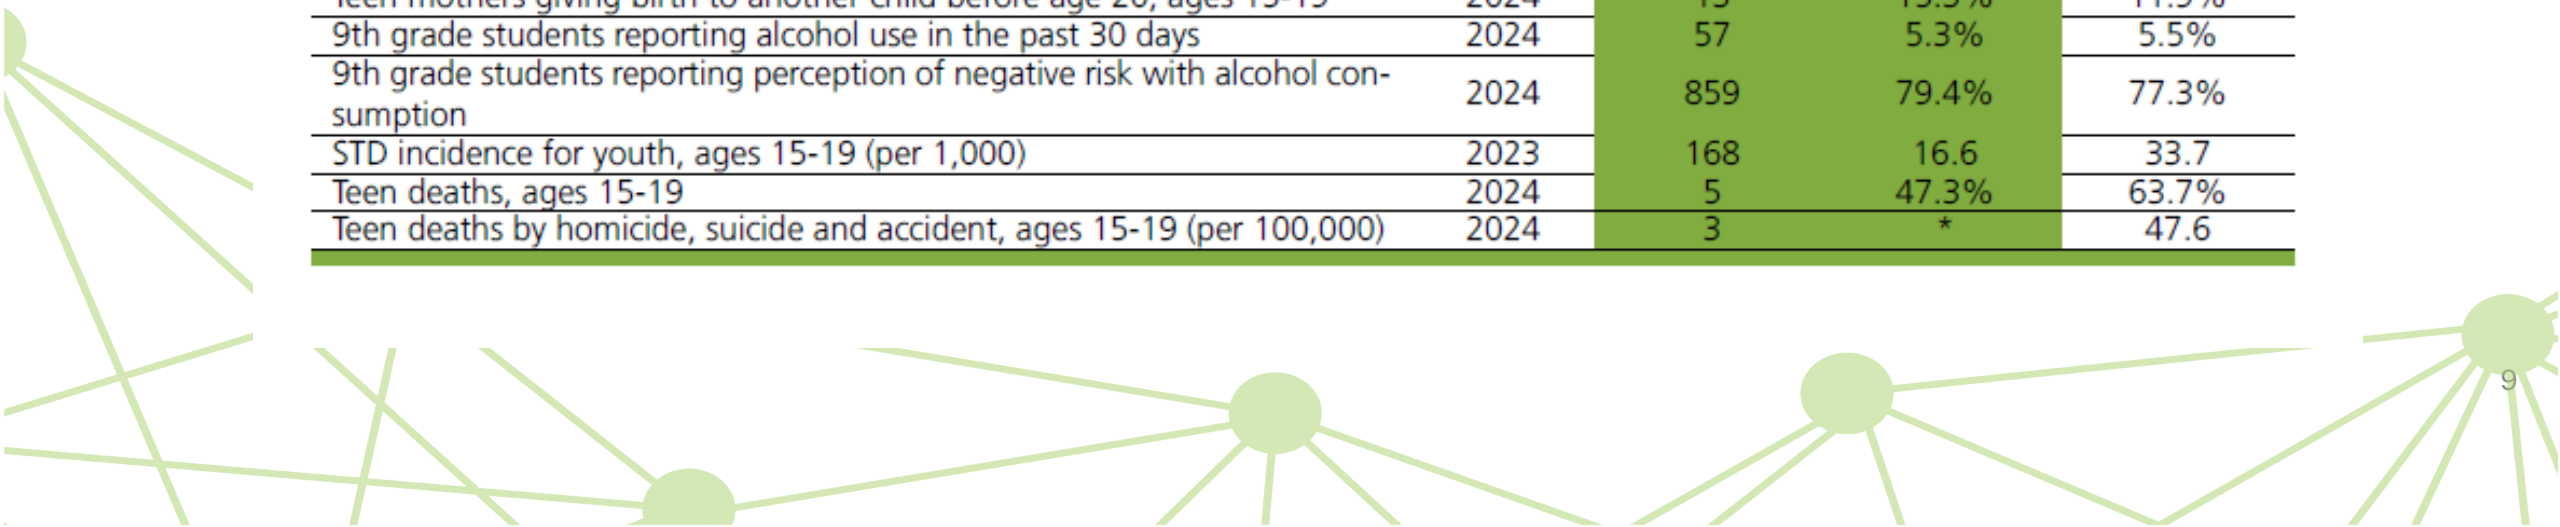 9th grade students reporting alcohol use in the past 30 days 2024 57 5.3% 5.5%
9th grade students reporting perception of negative risk with alcohol con-
sumption 2024 859 79.4% 77.3%
STD incidence for youth, ages 15-19 (per 1,000) 2023 168 16.6 33.7
Teen deaths, ages 15-19 2024 5 47.3% 63.7%
Teen deaths by homicide, suicide and accident, ages 15-19 (per 100,000) 2024 3 * 47.6
9